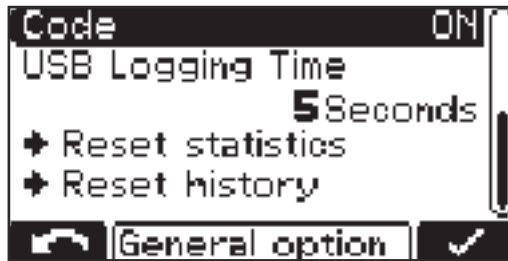 Code ON
USB Logging Time
5 Seconds
Reset statistics
Reset history
General option